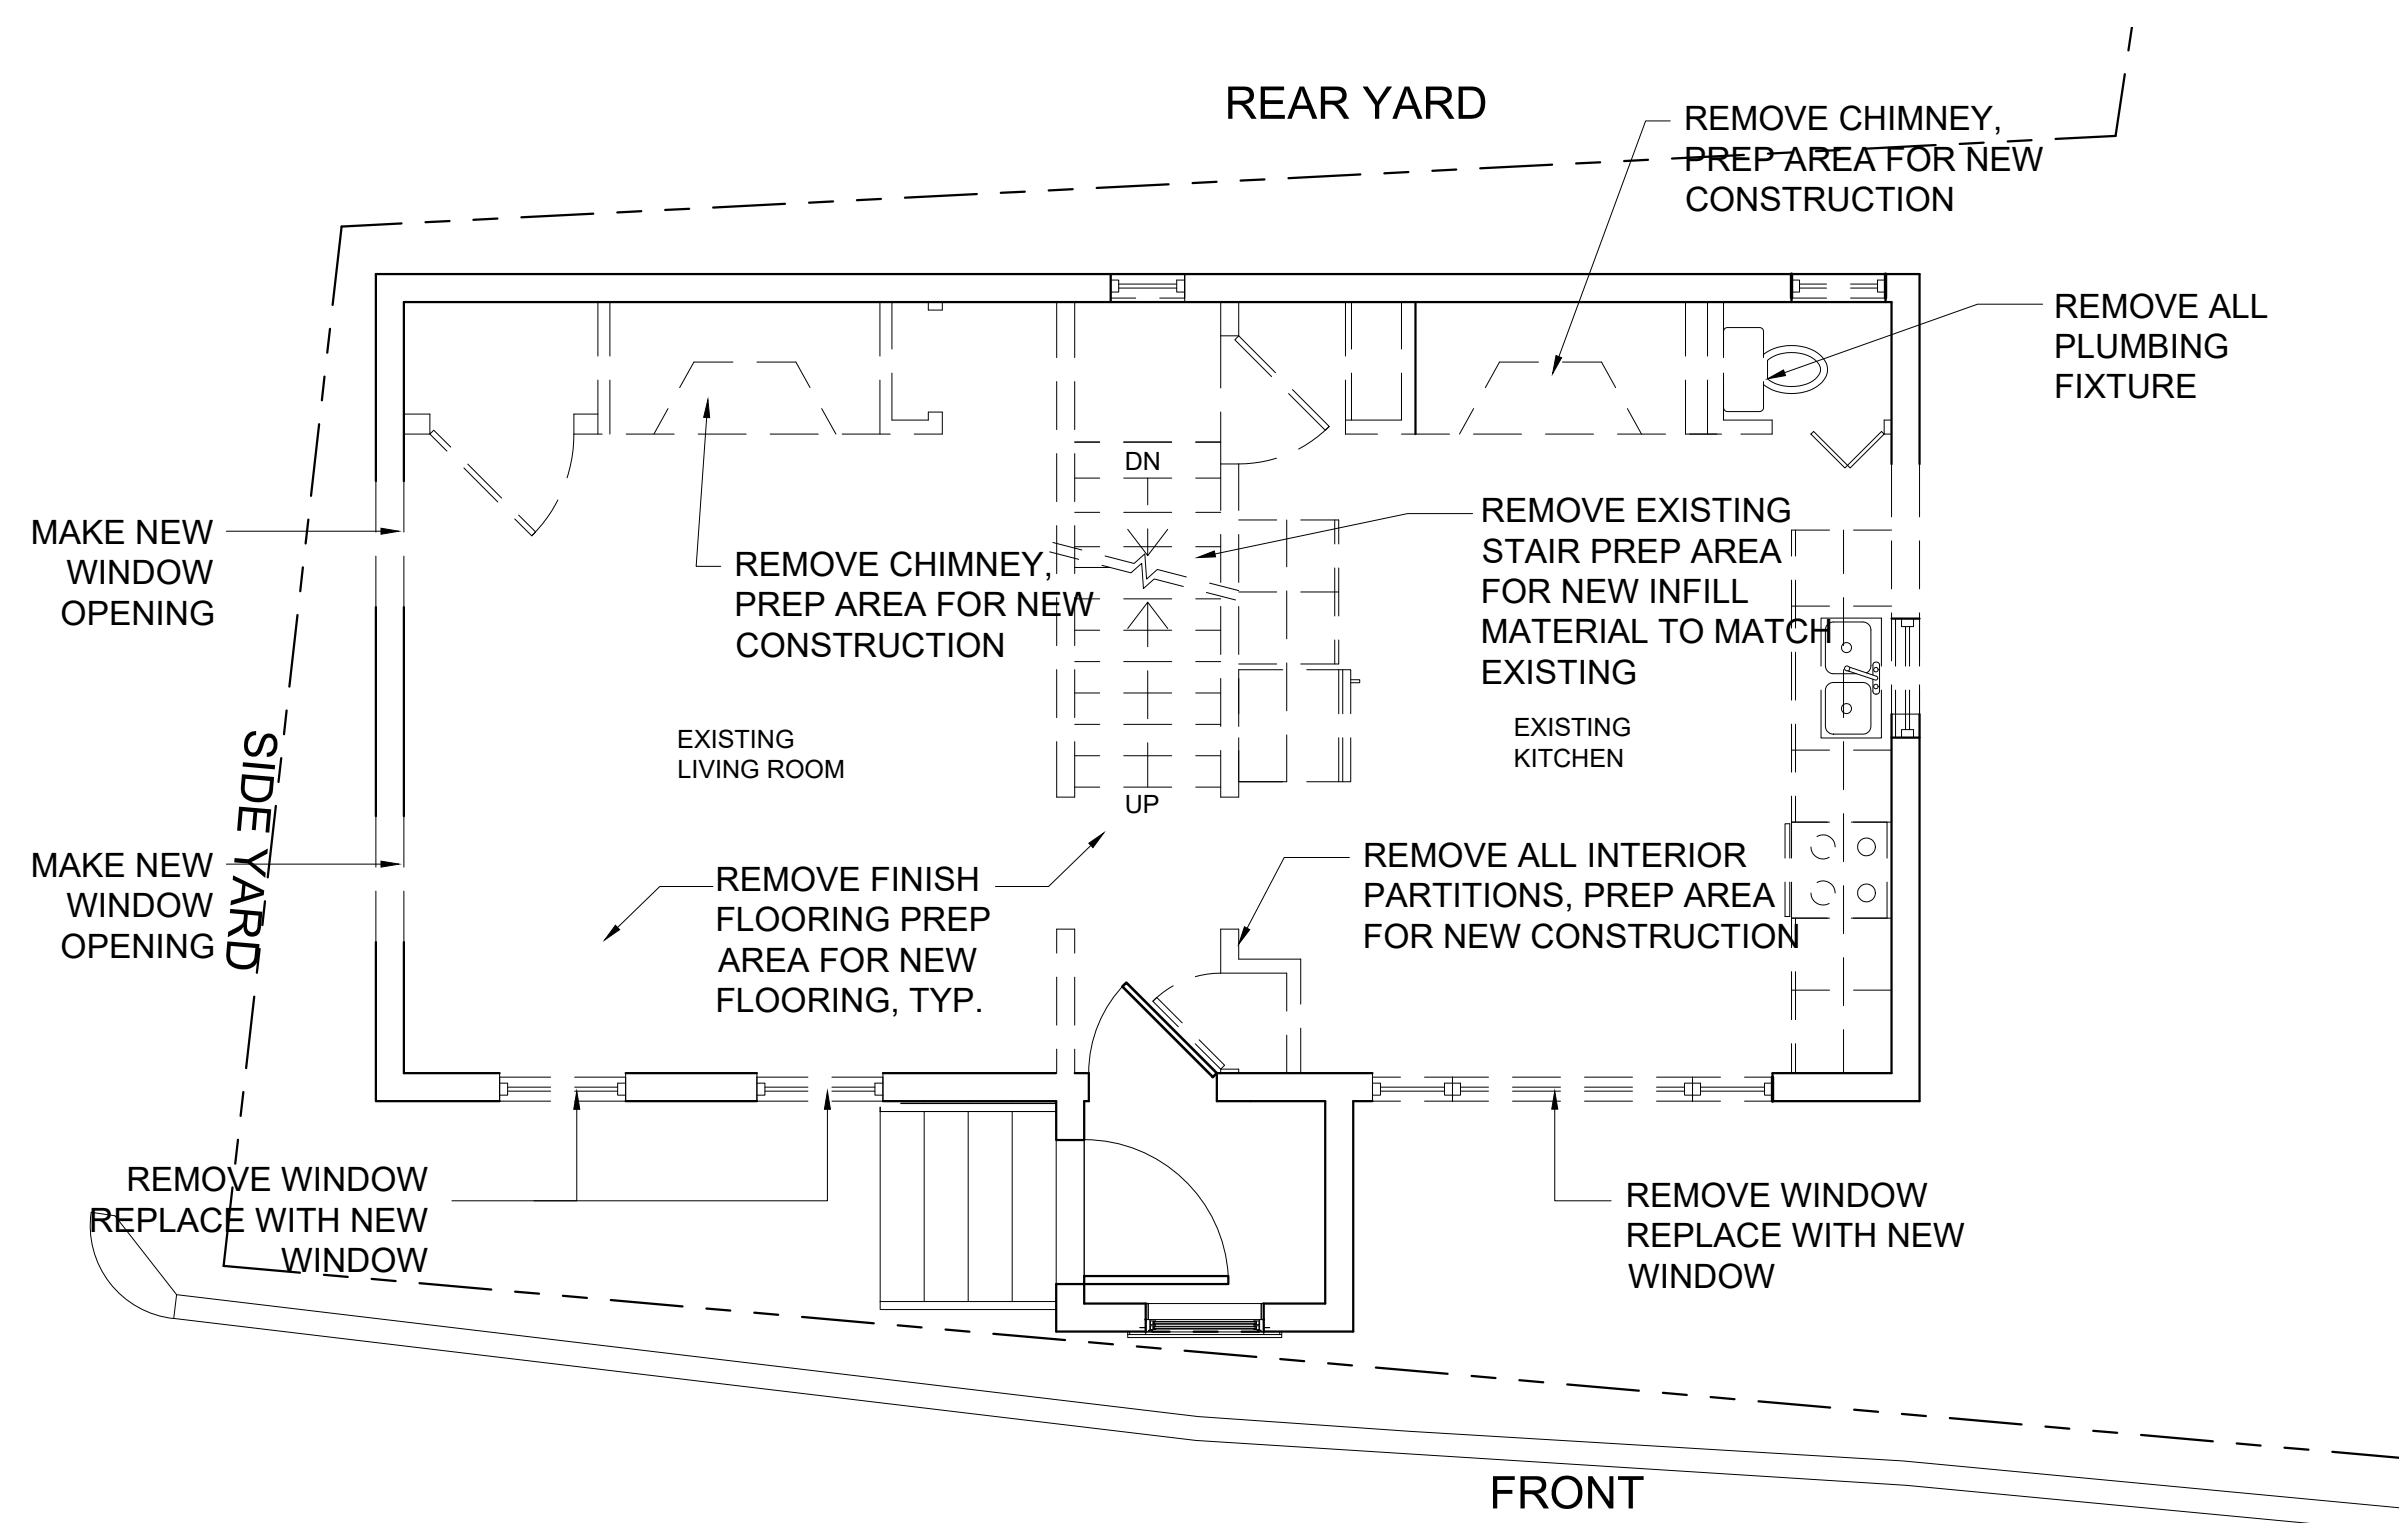 REAR YARD
REMOVE CHIMNEY,
PREP AREA FOR NEW
CONSTRUCTION
REMOVE ALL
PLUMBING
FIXTURE
DN
MAKE NEW
WINDOW
OPENING
REMOVE CHIMNEY,
PREP AREA FOR NEW
CONSTRUCTION
REMOVE EXISTING
STAIR PREP AREA
FOR NEW INFILL
MATERIAL TO MATCH
EXISTING
EXISTING
LIVING ROOM
EXISTING
KITCHEN
UP
SIDE YARD
MAKE NEW
WINDOW
OPENING
REMOVE FINISH
FLOORING PREP
AREA FOR NEW
FLOORING, TYP.
REMOVE ALL INTERIOR
PARTITIONS, PREP AREA
FOR NEW CONSTRUCTION
REMOVE WINDOW
REPLACE WITH NEW
WINDOW
REMOVE WINDOW
REPLACE WITH NEW
WINDOW
FRONT